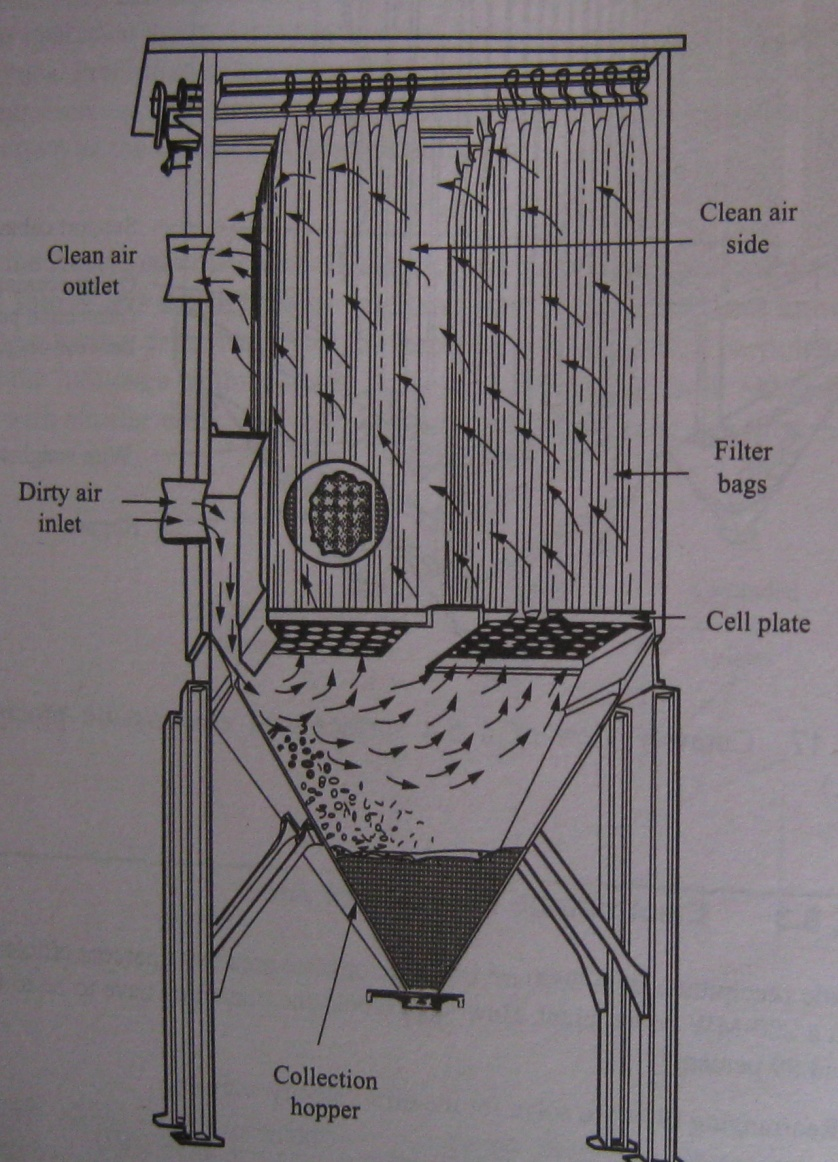 Clean air
side
Clean air
outlet
Filter
bags
Dirty air
inlet
Cell plate
Collection
hopper